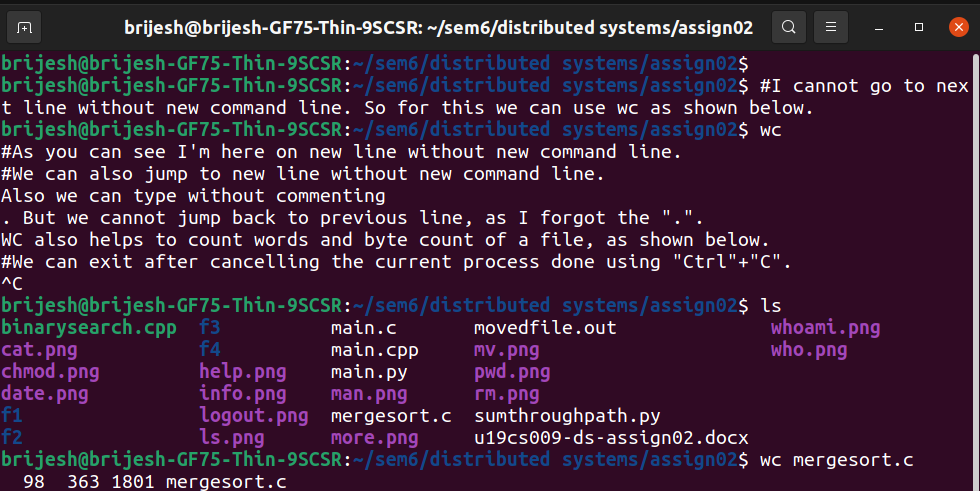 brijesh@brijesh-GF75-Thin-9SCSR: ~/sem6/distributed systems/assign02
brijesh@brijesh-GF75-Thin-9SCSR:~/sem6/distributed systems/assign02$
brijesh@brijesh-GF75-Thin-9SCSR:~/sem6/distributed systems/assign02$ #I cannot go to nex
t line without new command line. So for this we can use wc as shown below.
brijesh@brijesh-GF75-Thin-9SCSR:~/sem6/distributed systems/assign02$ wc
#As you can see I'm here on new line without new command line.
#We can also jump to new line without new command line.
Also we can type without commenting
. But we cannot jump back to previous line, as I forgot the ".".
WC also helps to count words and byte count of a file, as shown below.
#We can exit after cancelling the current process done using "Ctrl"+"C".
^C
brijesh@brijesh-GF75-Thin-9SCSR:~/sem6/distributed systems/assign02$ ls
binarysearch.cpp  f3          main.c       movedfile.out              whoami.png
cat.png           f4          main.cpp     mv.png                     who.png
chmod.png         help.png    main.py      pwd.png
date.png          info.png    man.png      rm.png
f1                logout.png  mergesort.c  sumthroughpath.py
f2                ls.png      more.png     u19cs009-ds-assign02.docx
brijesh@brijesh-GF75-Thin-9SCSR:~/sem6/distributed systems/assign02$ wc mergesort.c
  98  363 1801 mergesort.c